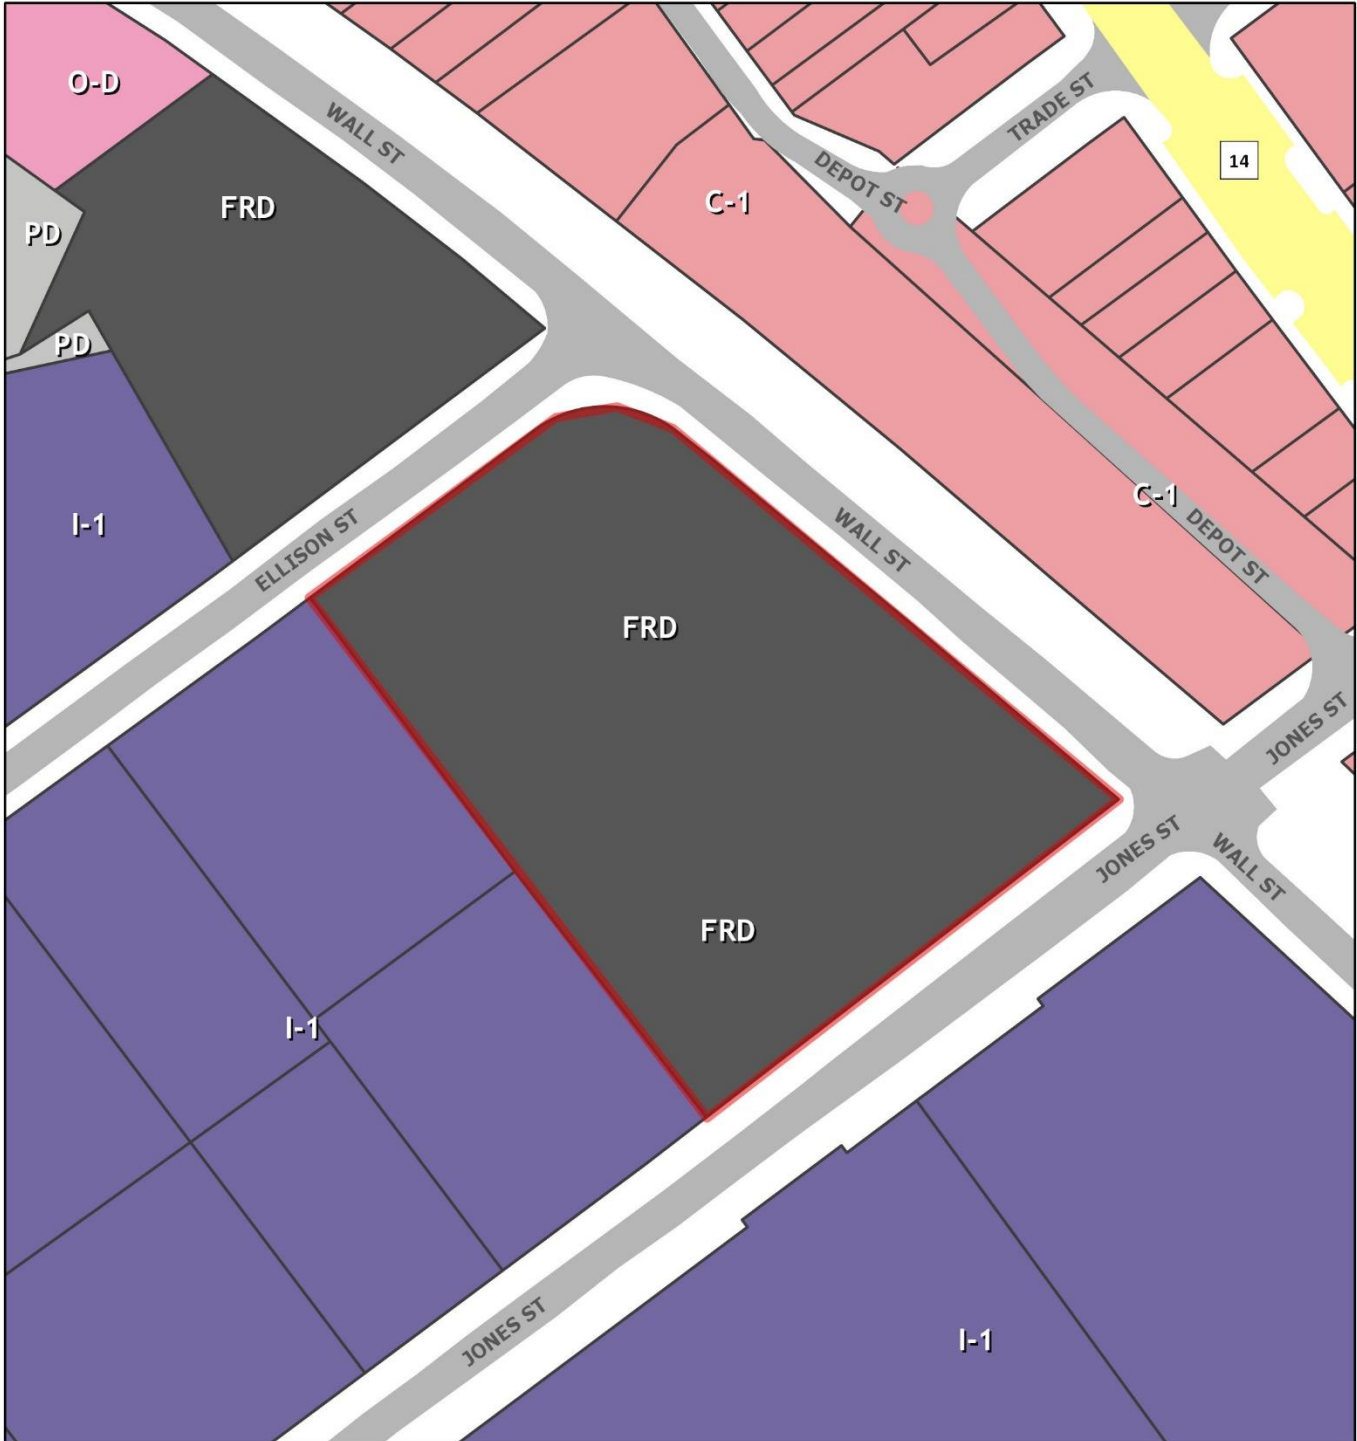 O-D
WALL ST
TRADE ST
14
DEPOT ST
FRD
C-1
PD
PD
C-1
I-1
ELLISON ST
WALL ST
DEPOT ST
FRD
JONES ST
JONES ST
WALL ST
FRD
I-1
JONES ST
I-1